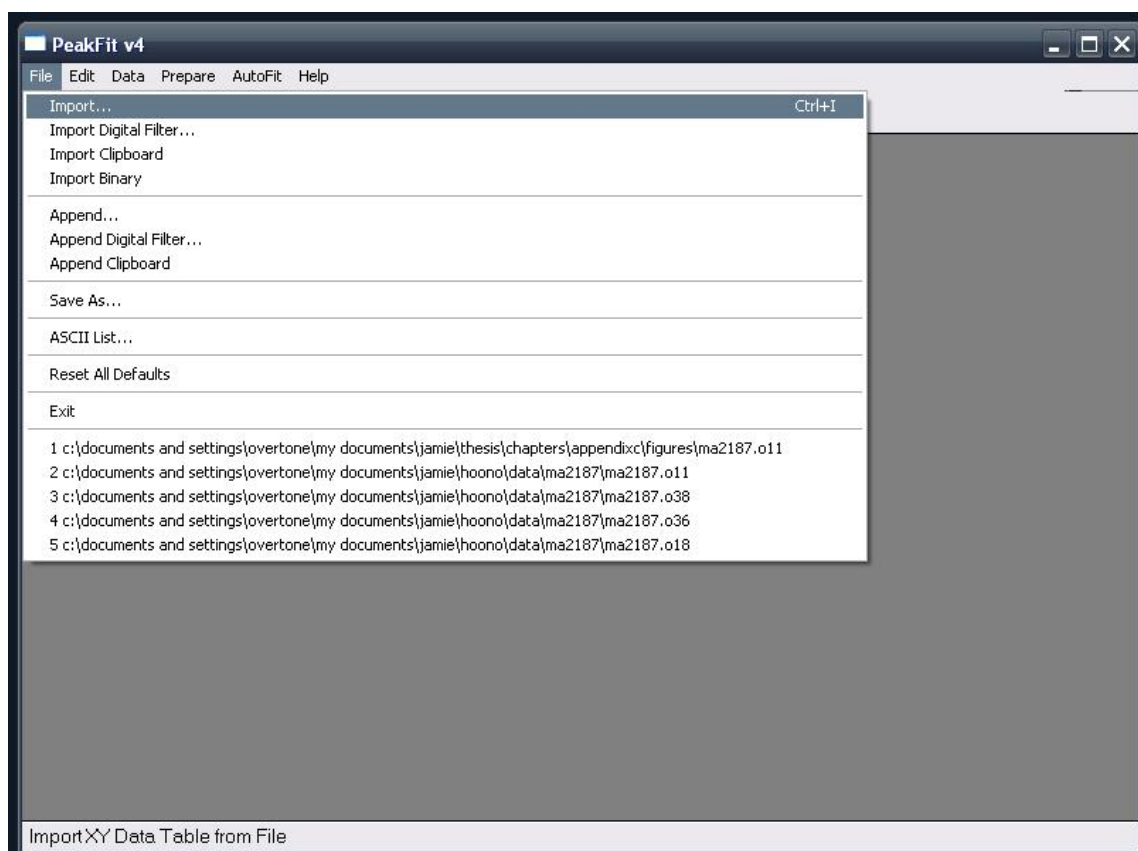 PeakFit v4
File Edit Data Prepare AutoFit Help
Import... Ctrl+I
Import Digital Filter...
Import Clipboard
Import Binary
Append...
Append Digital Filter...
Append Clipboard
Save As...
ASCII List...
Reset All Defaults
Exit
1 c:\documents and settings\overtone\my documents\jamie\thesis\chapters\appendixc\figures\ma2187.o11
2 c:\documents and settings\overtone\my documents\jamie\hoono\data\ma2187\ma2187.o11
3 c:\documents and settings\overtone\my documents\jamie\hoono\data\ma2187\ma2187.o38
4 c:\documents and settings\overtone\my documents\jamie\hoono\data\ma2187\ma2187.o36
5 c:\documents and settings\overtone\my documents\jamie\hoono\data\ma2187\ma2187.o18
Import XY Data Table from File